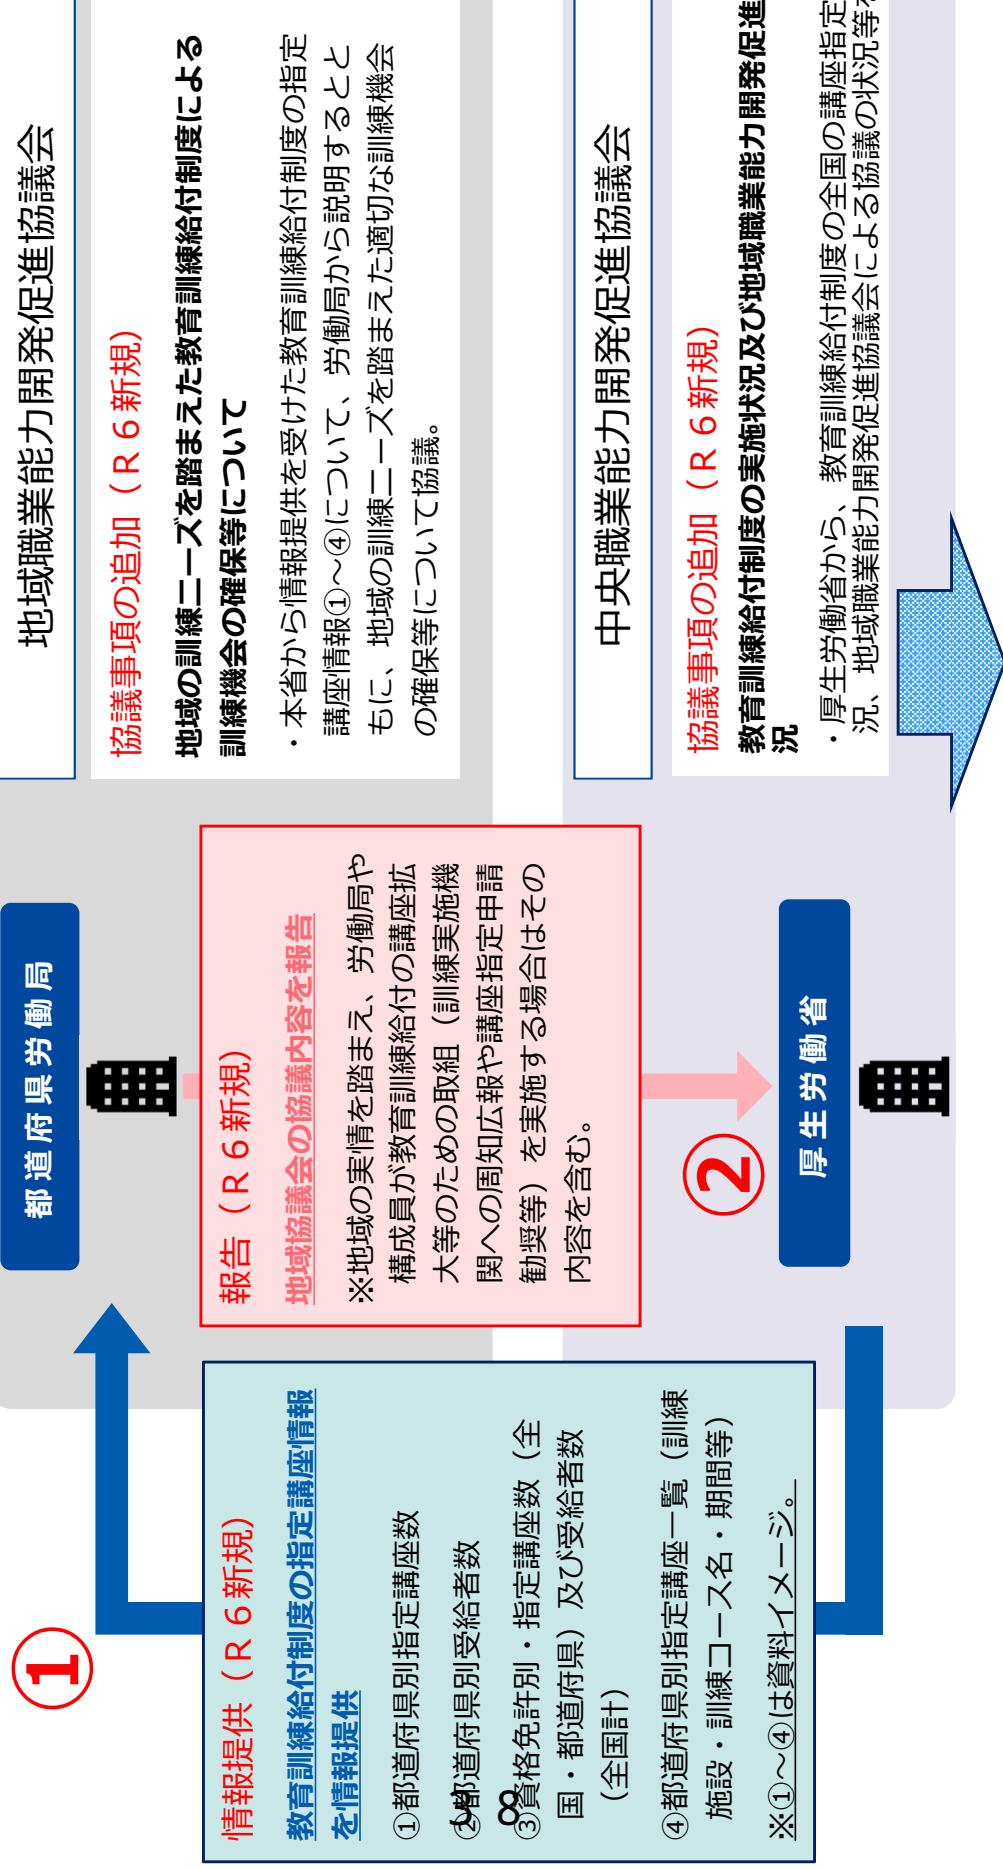 ①
情報提供（Ｒ６新規）
教育訓練給付制度の指定講座情報
を情報提供
①都道府県別指定講座数
②都道府県別受給者数
③資格免許別・指定講座数（全
国・都道府県）及び受給者数
（全国計）
④都道府県別指定講座一覧（訓練
施設・訓練コース名・期間等）
※①～④は資料イメージ。
8
都道府県労働局
報告（Ｒ６新規）
地域協議会の協議内容を報告
※地域の実情を踏まえ、労働局や
構成員が教育訓練給付の講座拡
大等のための取組（訓練実施機
関への周知広報や講座指定申請
勧奨等）を実施する場合はその
内容を含む。
②
厚生労働省
地域職業能力開発促進協議会
協議事項の追加（Ｒ６新規）
地域の訓練ニーズを踏まえた教育訓練給付制度による
訓練機会の確保等について
・本省から情報提供を受けた教育訓練給付制度の指定
講座情報①～④について、労働局から説明するとと
もに、地域の訓練ニーズを踏まえた適切な訓練機会
の確保等について協議。
中央職業能力開発促進協議会
協議事項の追加（Ｒ６新規）
教育訓練給付制度の実施状況及び地域職業能力開発促進
況
・厚生労働省から、教育訓練給付制度の全国の講座指定
況、地域職業能力開発促進協議会による協議の状況等